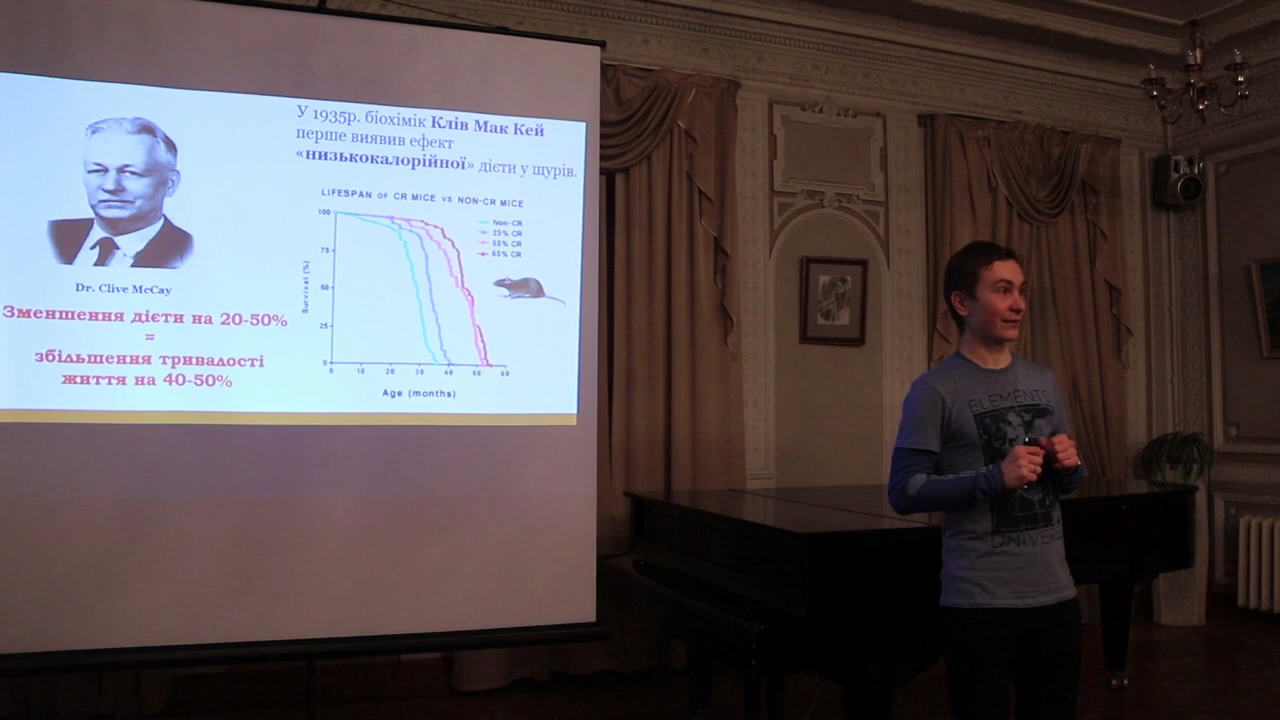 У 1935р. біохімік Клів Мак Кей
перше виявив ефект
«низькокалорійної» дієти у щурів.
LIFESPAN OF CR MICE VS NON-CR MICE
100
75
50
25
0
Survival (%)
Non-CR
25% CR
55% CR
65% CR
0 10 20 30 40 50 60
Age (months)
Dr. Clive McCay
Зменшення дієти на 20-50%
=
збільшення тривалості
життя на 40-50%
ELEMENTS
UNIVER